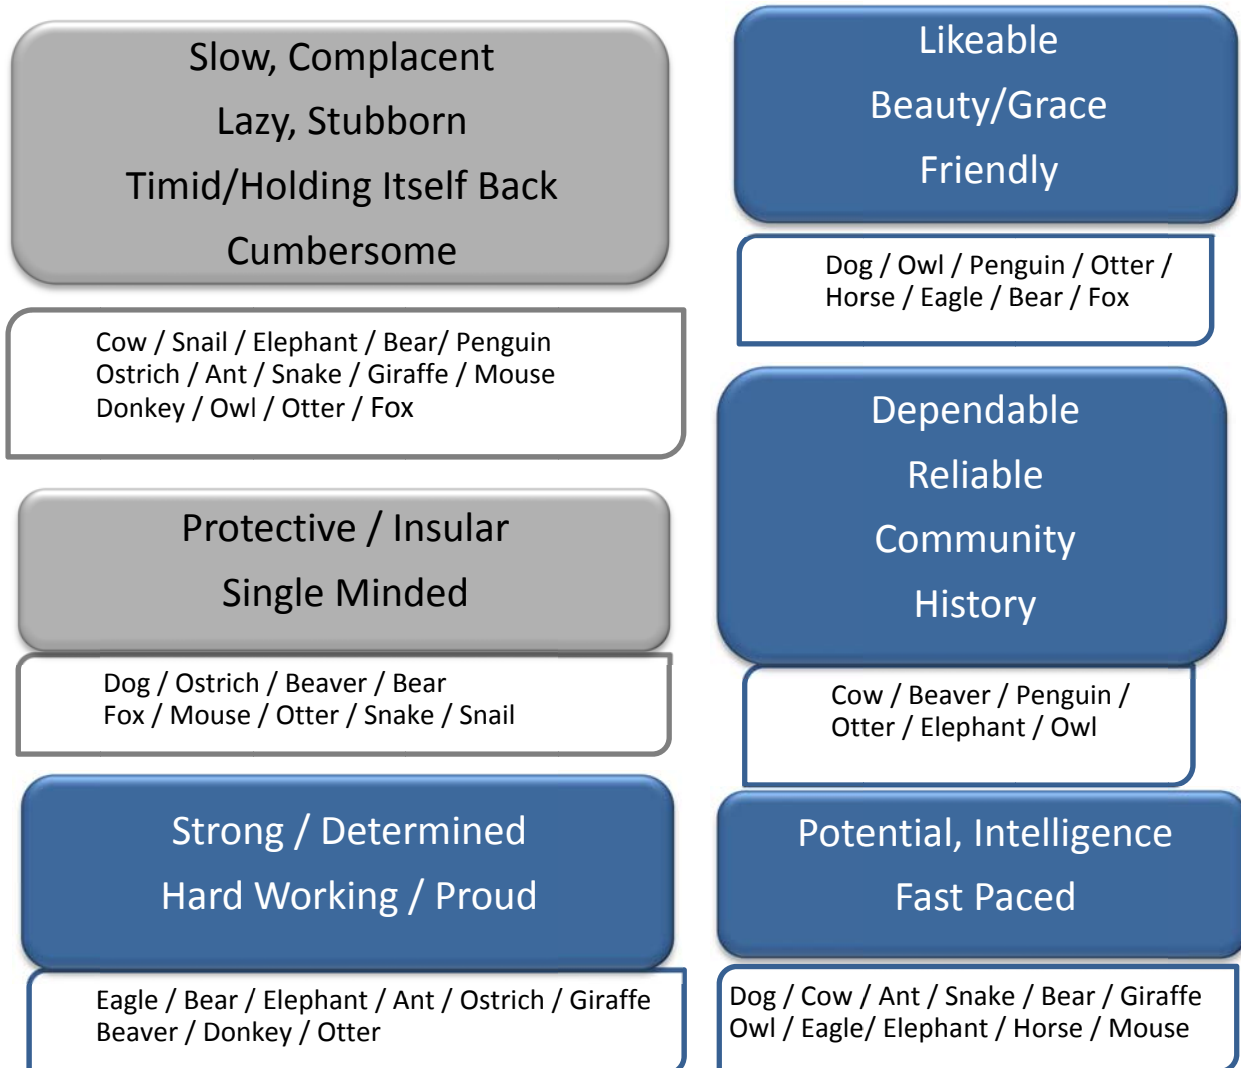 Slow, Complacent
Lazy, Stubborn
Timid/Holding Itself Back
Cumbersome
Cow / Snail / Elephant / Bear/ Penguin
Ostrich / Ant / Snake / Giraffe / Mouse
Donkey / Owl / Otter / Fox
Protective / Insular
Single Minded
Dog / Ostrich / Beaver / Bear
Fox / Mouse / Otter / Snake / Snail
Strong / Determined
Hard Working / Proud
Eagle / Bear / Elephant / Ant / Ostrich / Giraffe
Beaver / Donkey / Otter
Likeable
Beauty/Grace
Friendly
Dog / Owl / Penguin / Otter /
Horse / Eagle / Bear / Fox
Dependable
Reliable
Community
History
Cow / Beaver / Penguin /
Otter / Elephant / Owl
Potential, Intelligence
Fast Paced
Dog / Cow / Ant / Snake / Bear / Giraffe
Owl / Eagle/ Elephant / Horse / Mouse